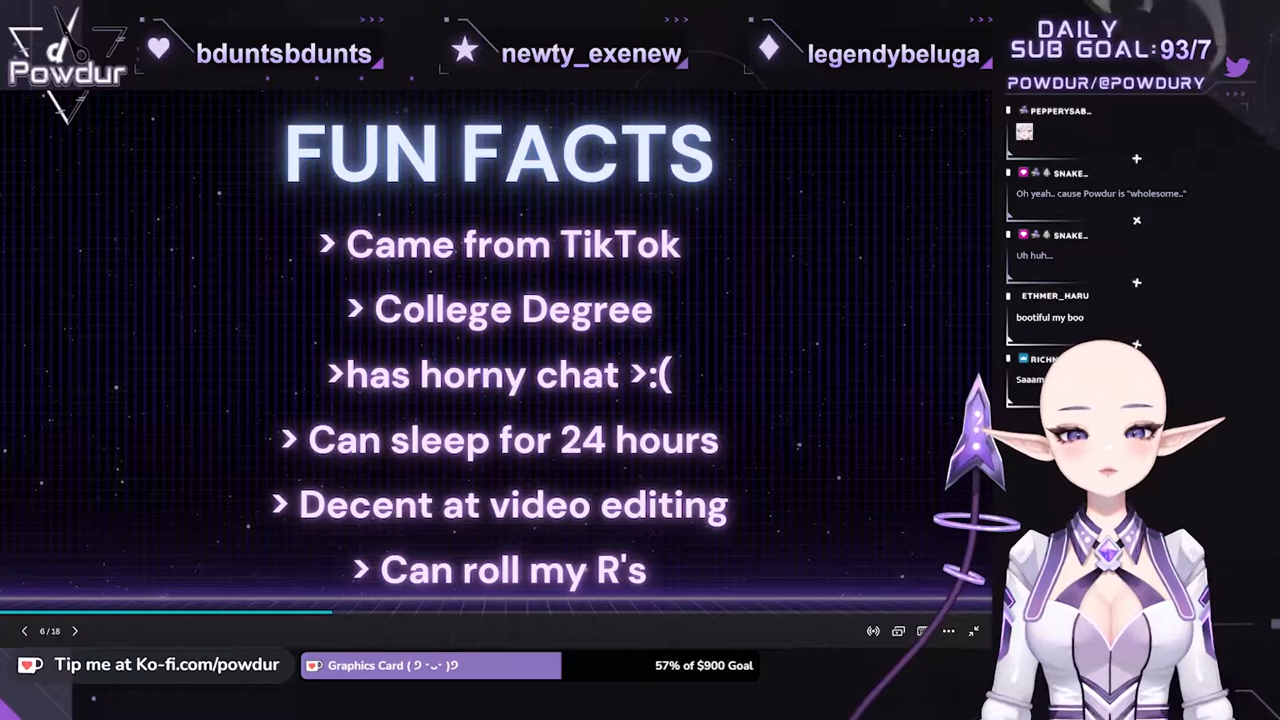 Powdur
bduntsbdunts
newty_exenew
legendybeluga
DAILY
SUB GOAL: 93/7
POWDUR/@POWDURY
FUN FACTS
> Came from TikTok
> College Degree
>has horny chat >:(
> Can sleep for 24 hours
> Decent at video editing
> Can roll my R's
PEPPERYSAB...
SNAKE...
Oh yeah.. cause Powdur is "wholesome.."
SNAKE...
Uh huh...
ETHMER_HARU
bootiful my boo
6 / 18
Tip me at Ko-fi.com/powdur
Graphics Card
57% of $900 Goal